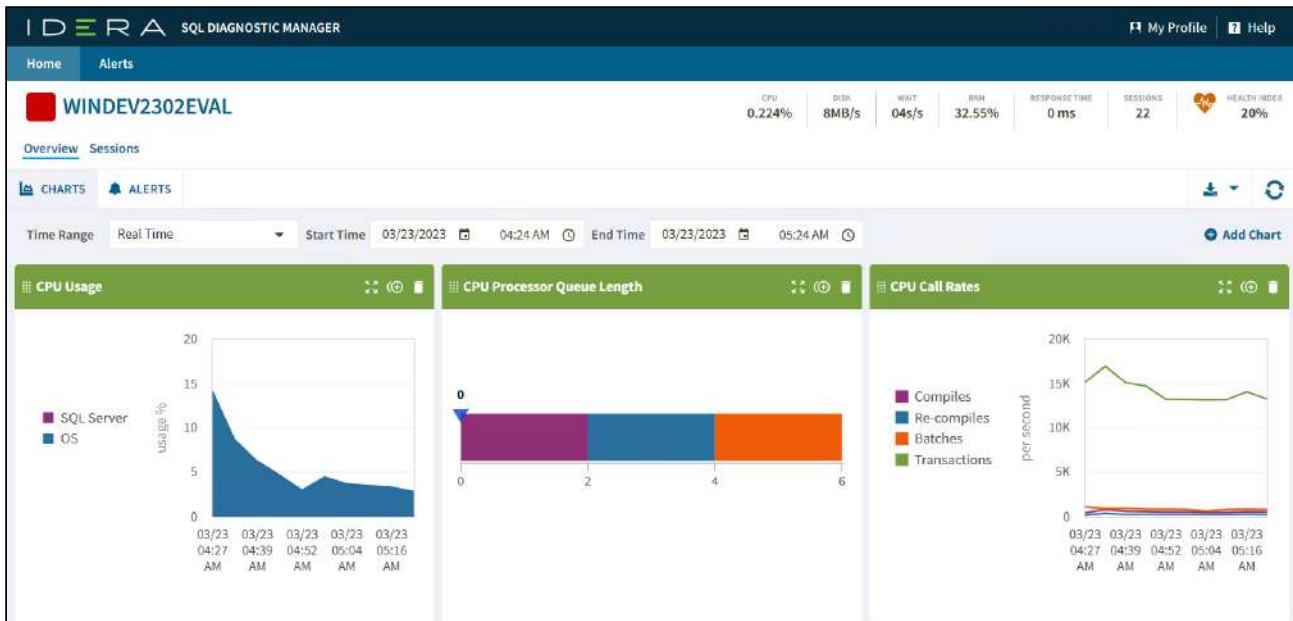 IDERA SQL DIAGNOSTIC MANAGER My Profile Help
Home Alerts
WINDEV2302EVAL
CPU DISK WAIT RAM RESPONSE TIME SESSIONS HEALTH INDEX
0.224% 8MB/s 04s/s 32.55% 0 ms 22 20%
Overview Sessions
CHARTS ALERTS
Time Range Real Time Start Time 03/23/2023 04:24 AM End Time 03/23/2023 05:24 AM Add Chart
CPU Usage
20
15
10
5
0
usage %
SQL Server
OS
03/23 03/23 03/23 03/23 03/23
04:27 04:39 04:52 05:04 05:16
AM AM AM AM AM
CPU Processor Queue Length
0
0 2 4 6
CPU Call Rates
20K
15K
10K
5K
0
per second
Compiles
Re-compiles
Batches
Transactions
03/23 03/23 03/23 03/23 03/23
04:27 04:39 04:52 05:04 05:16
AM AM AM AM AM